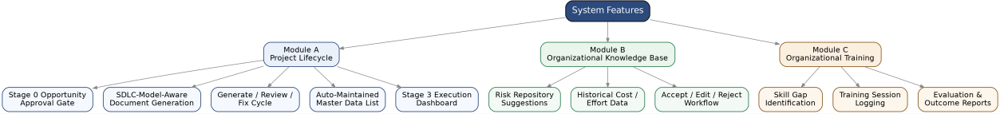 System Features
Module A
Project Lifecycle
Module B
Organizational Knowledge Base
Module C
Organizational Training
Stage 0 Opportunity
Approval Gate
SDLC-Model-Aware
Document Generation
Generate / Review /
Fix Cycle
Auto-Maintained
Master Data List
Stage 3 Execution
Dashboard
Risk Repository
Suggestions
Historical Cost /
Effort Data
Accept / Edit / Reject
Workflow
Skill Gap
Identification
Training Session
Logging
Evaluation &
Outcome Reports